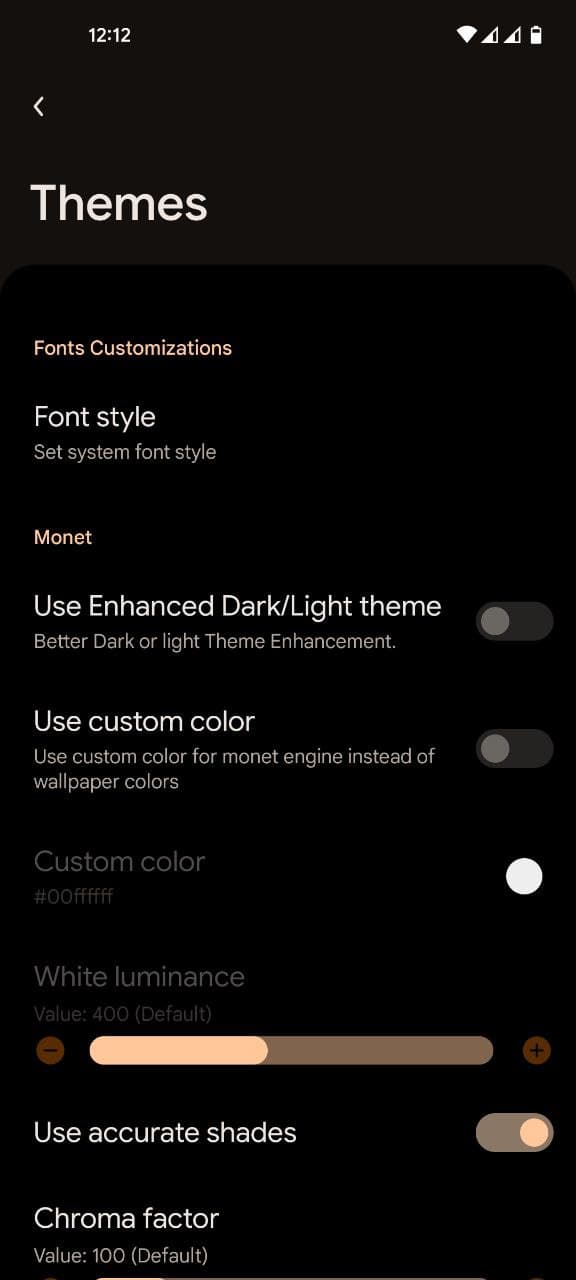 12:12
Themes
Fonts Customizations
Font style
Set system font style
Monet
Use Enhanced Dark/Light theme
Better Dark or light Theme Enhancement.
Use custom color
Use custom color for monet engine instead of
wallpaper colors
Custom color
#00ffffff
White luminance
Value: 400 (Default)
Use accurate shades
Chroma factor
Value: 100 (Default)